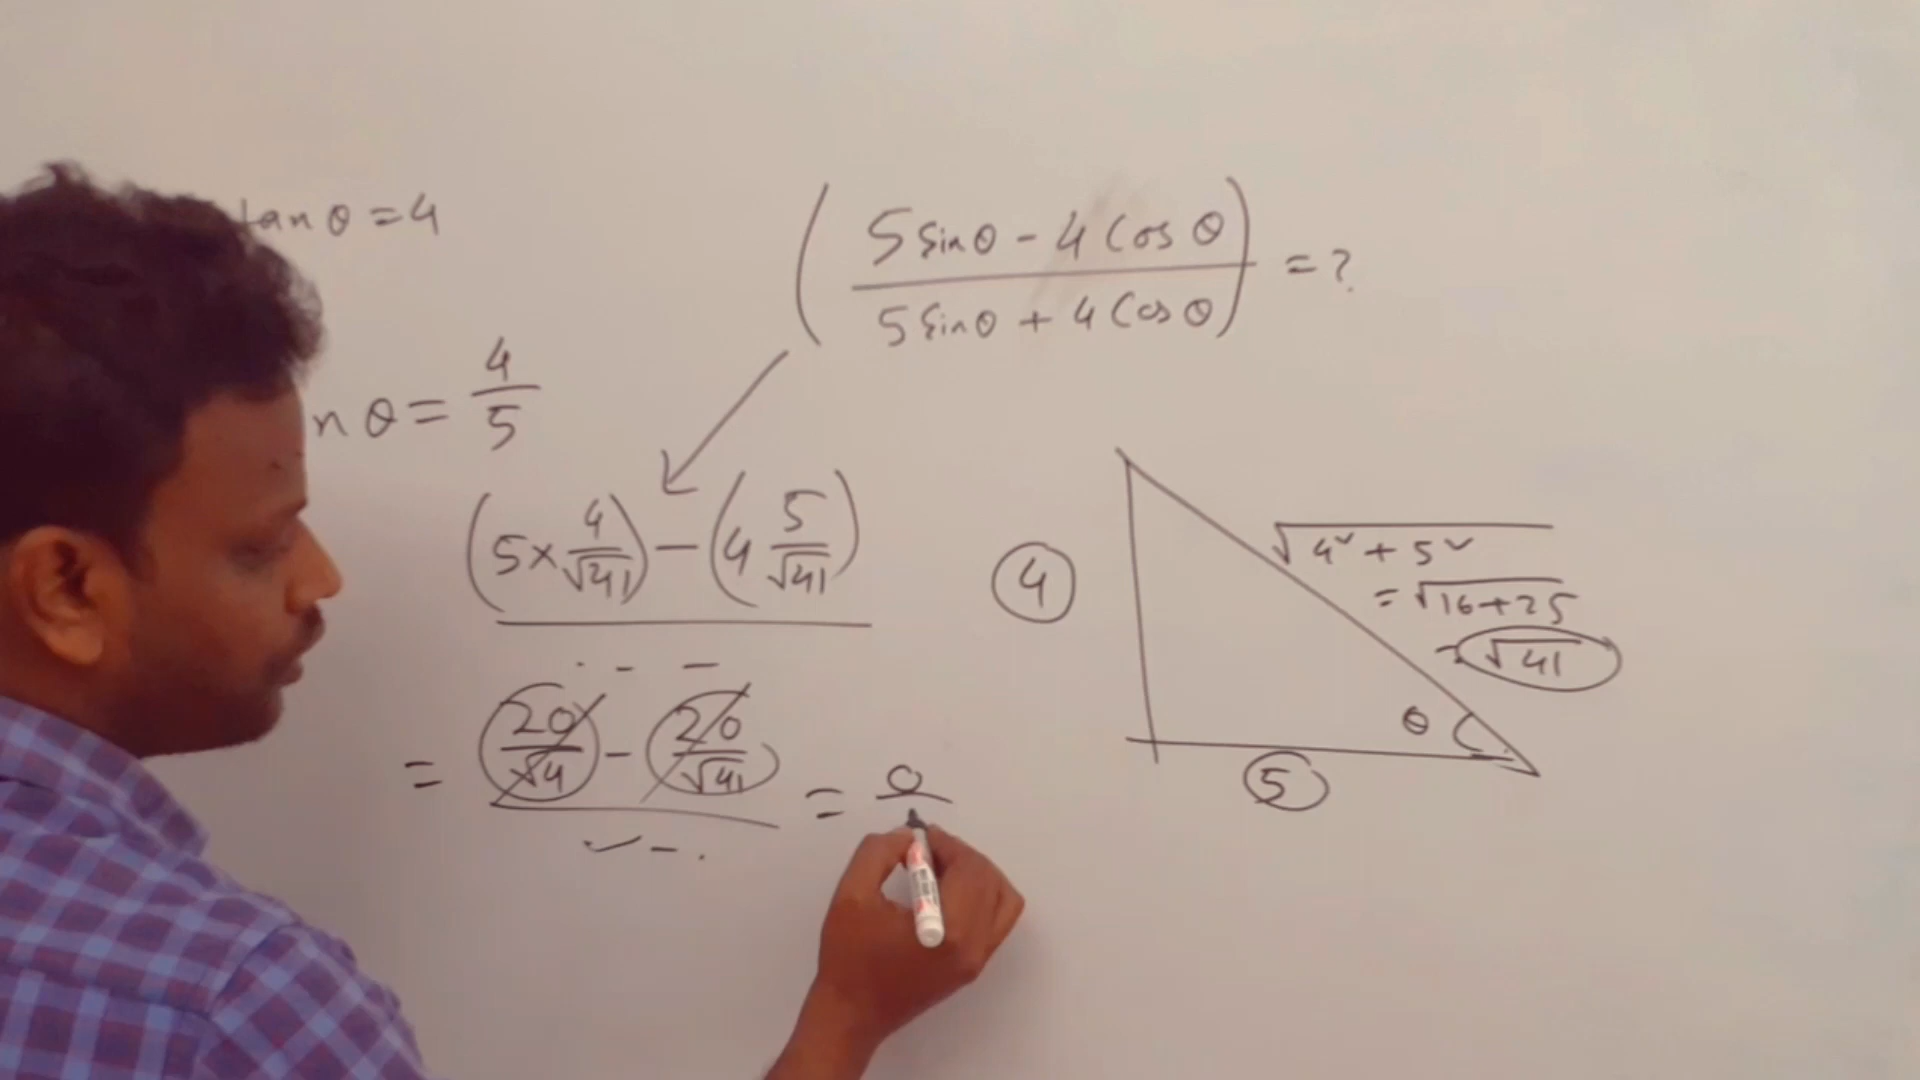 tan θ = 4
( 5 sin θ - 4 Cos θ / 5 sin θ + 4 Cos θ ) = ?
n θ = 4/5
(5 × 4/√41) - (4 5/√41)
4
√4² + 5²
= √16+25
= √41
θ
5
= 20/√4 - 20/√41 = 0